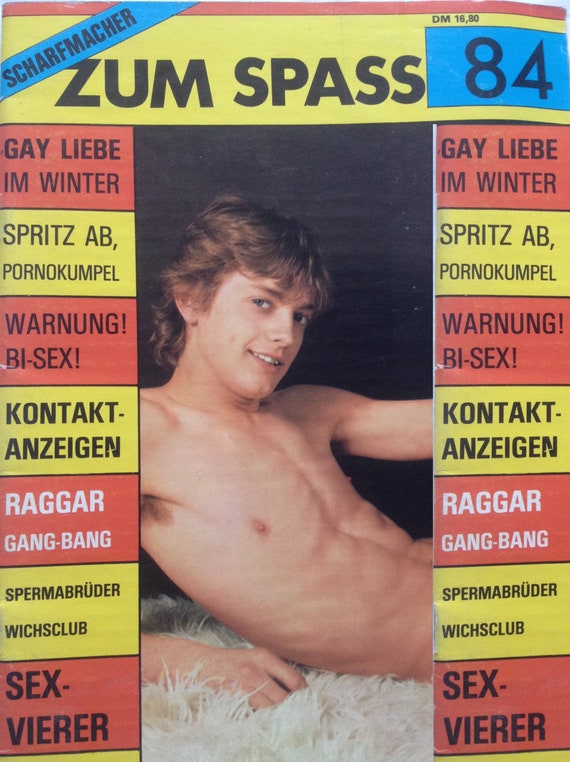 SCHARFMACHER
DM 16,80
ZUM SPASS
84
GAY LIEBE
IM WINTER
SPRITZ AB,
PORNOKUMPEL
WARNUNG!
BI-SEX!
KONTAKT-
ANZEIGEN
RAGGAR
GANG-BANG
SPERMABRÜDER
WICHSCLUB
SEX-
VIERER
GAY LIEBE
IM WINTER
SPRITZ AB,
PORNOKUMPEL
WARNUNG!
BI-SEX!
KONTAKT-
ANZEIGEN
RAGGAR
GANG-BANG
SPERMABRÜDER
WICHSCLUB
SEX-
VIERER